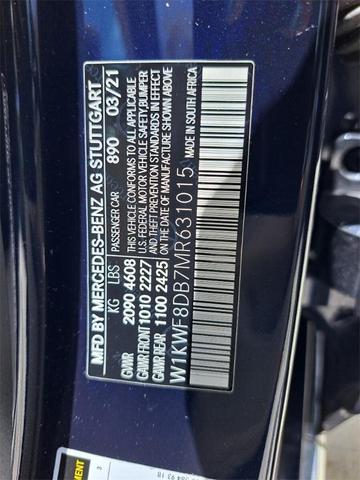 MFD BY MERCEDES-BENZ AG STUTTGART
PASSENGER CAR 890 03/21
KG LBS
GVWR 2090 4608
GAWR FRONT 1010 2227
GAWR REAR 1100 2425
THIS VEHICLE CONFORMS TO ALL APPLICABLE
U.S. FEDERAL MOTOR VEHICLE SAFETY, BUMPER
AND THEFT PREVENTION STANDARDS IN EFFECT
ON THE DATE OF MANUFACTURE SHOWN ABOVE
MADE IN SOUTH AFRICA
W1KWF8DB7MR631015